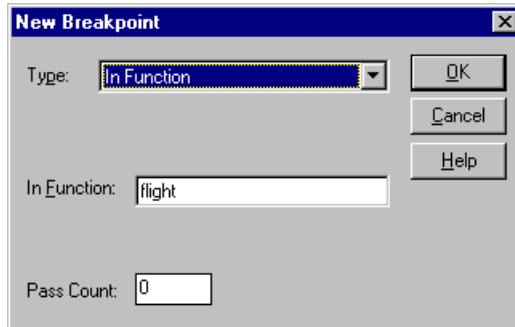 New Breakpoint
Type: In Function
OK
Cancel
Help
In Function: flight
Pass Count: 0